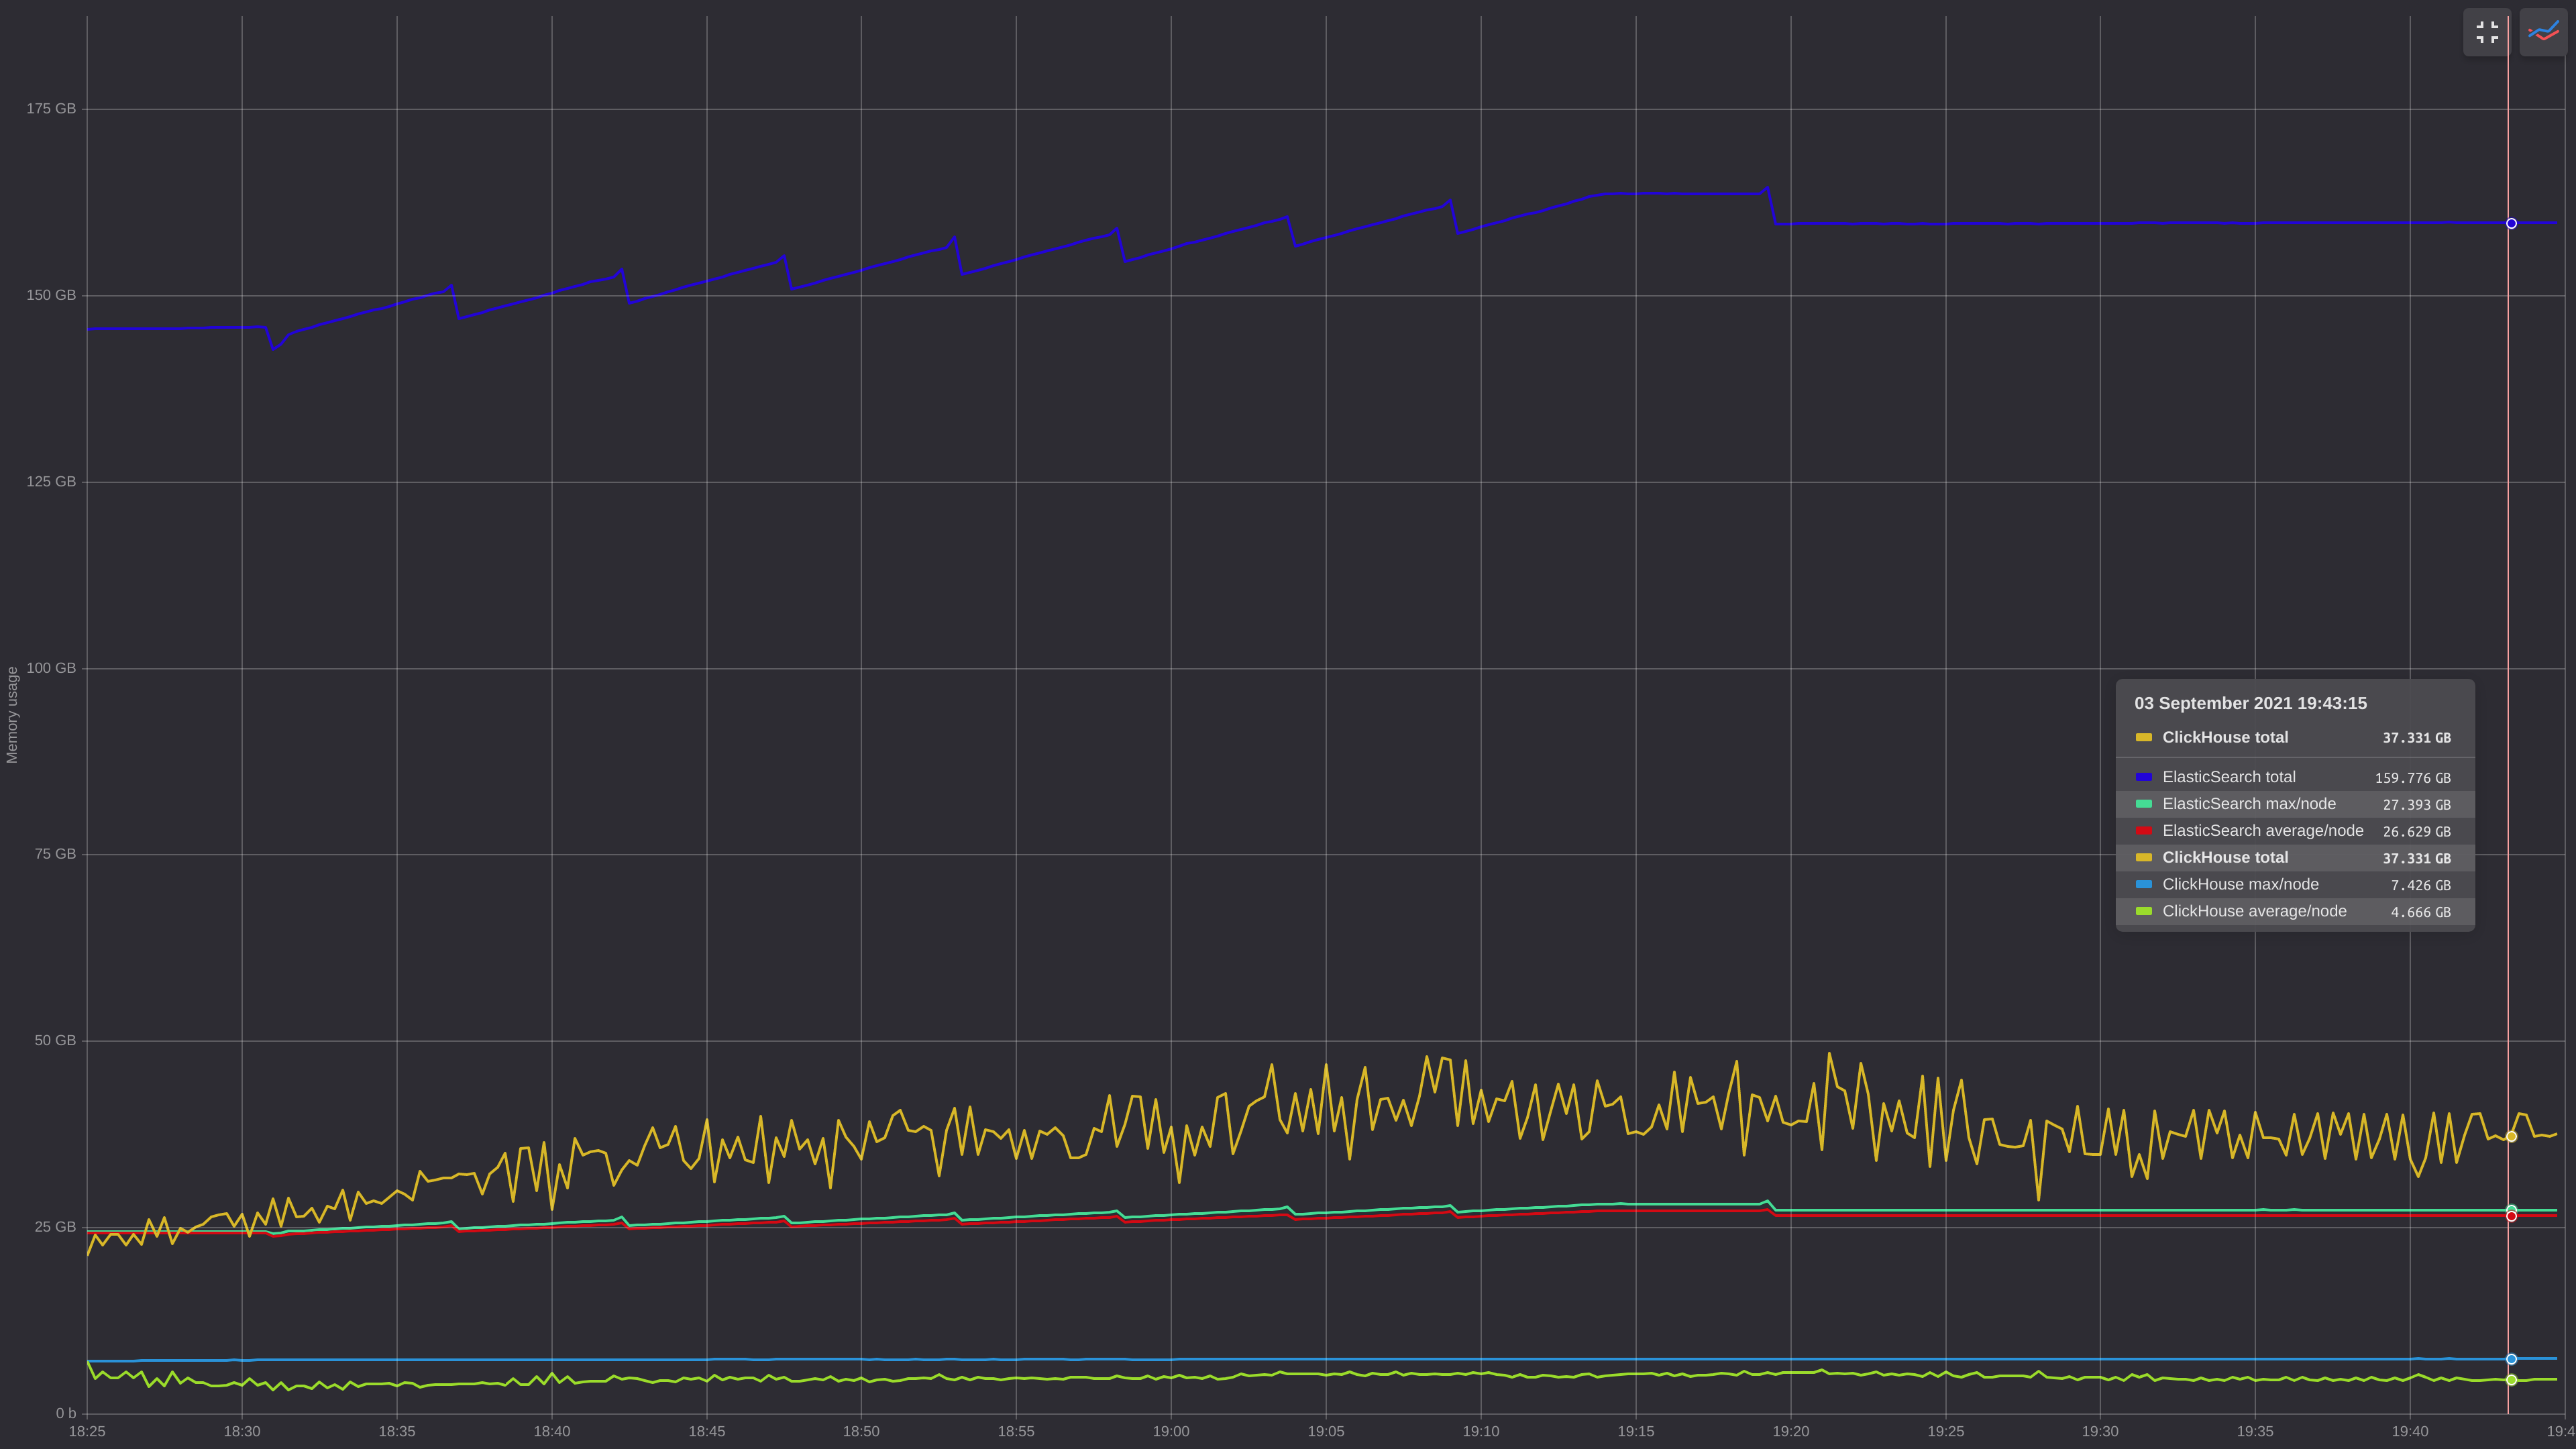 175 GB
150 GB
125 GB
100 GB
75 GB
50 GB
25 GB
0 b
Memory usage
03 September 2021 19:43:15
ClickHouse total 37.331 GB
ElasticSearch total 159.776 GB
ElasticSearch max/node 27.393 GB
ElasticSearch average/node 26.629 GB
ClickHouse total 37.331 GB
ClickHouse max/node 7.426 GB
ClickHouse average/node 4.666 GB
18:25 18:30 18:35 18:40 18:45 18:50 18:55 19:00 19:05 19:10 19:15 19:20 19:25 19:30 19:35 19:40 19:4